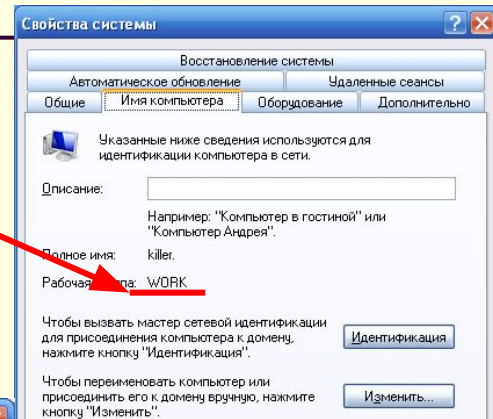 Свойства системы
Восстановление системы
Автоматическое обновление Удаленные сеансы
Общие Имя компьютера Оборудование Дополнительно
Указанные ниже сведения используются для
идентификации компьютера в сети.
Описание:
Например: "Компьютер в гостиной" или
"Компьютер Андрея".
Полное имя: killer.
Рабочая группа: WORK
Чтобы вызвать мастер сетевой идентификации
для присоединения компьютера к домену,
нажмите кнопку "Идентификация".
Идентификация
Чтобы переименовать компьютер или
присоединить его к домену вручную, нажмите
кнопку "Изменить".
Изменить...